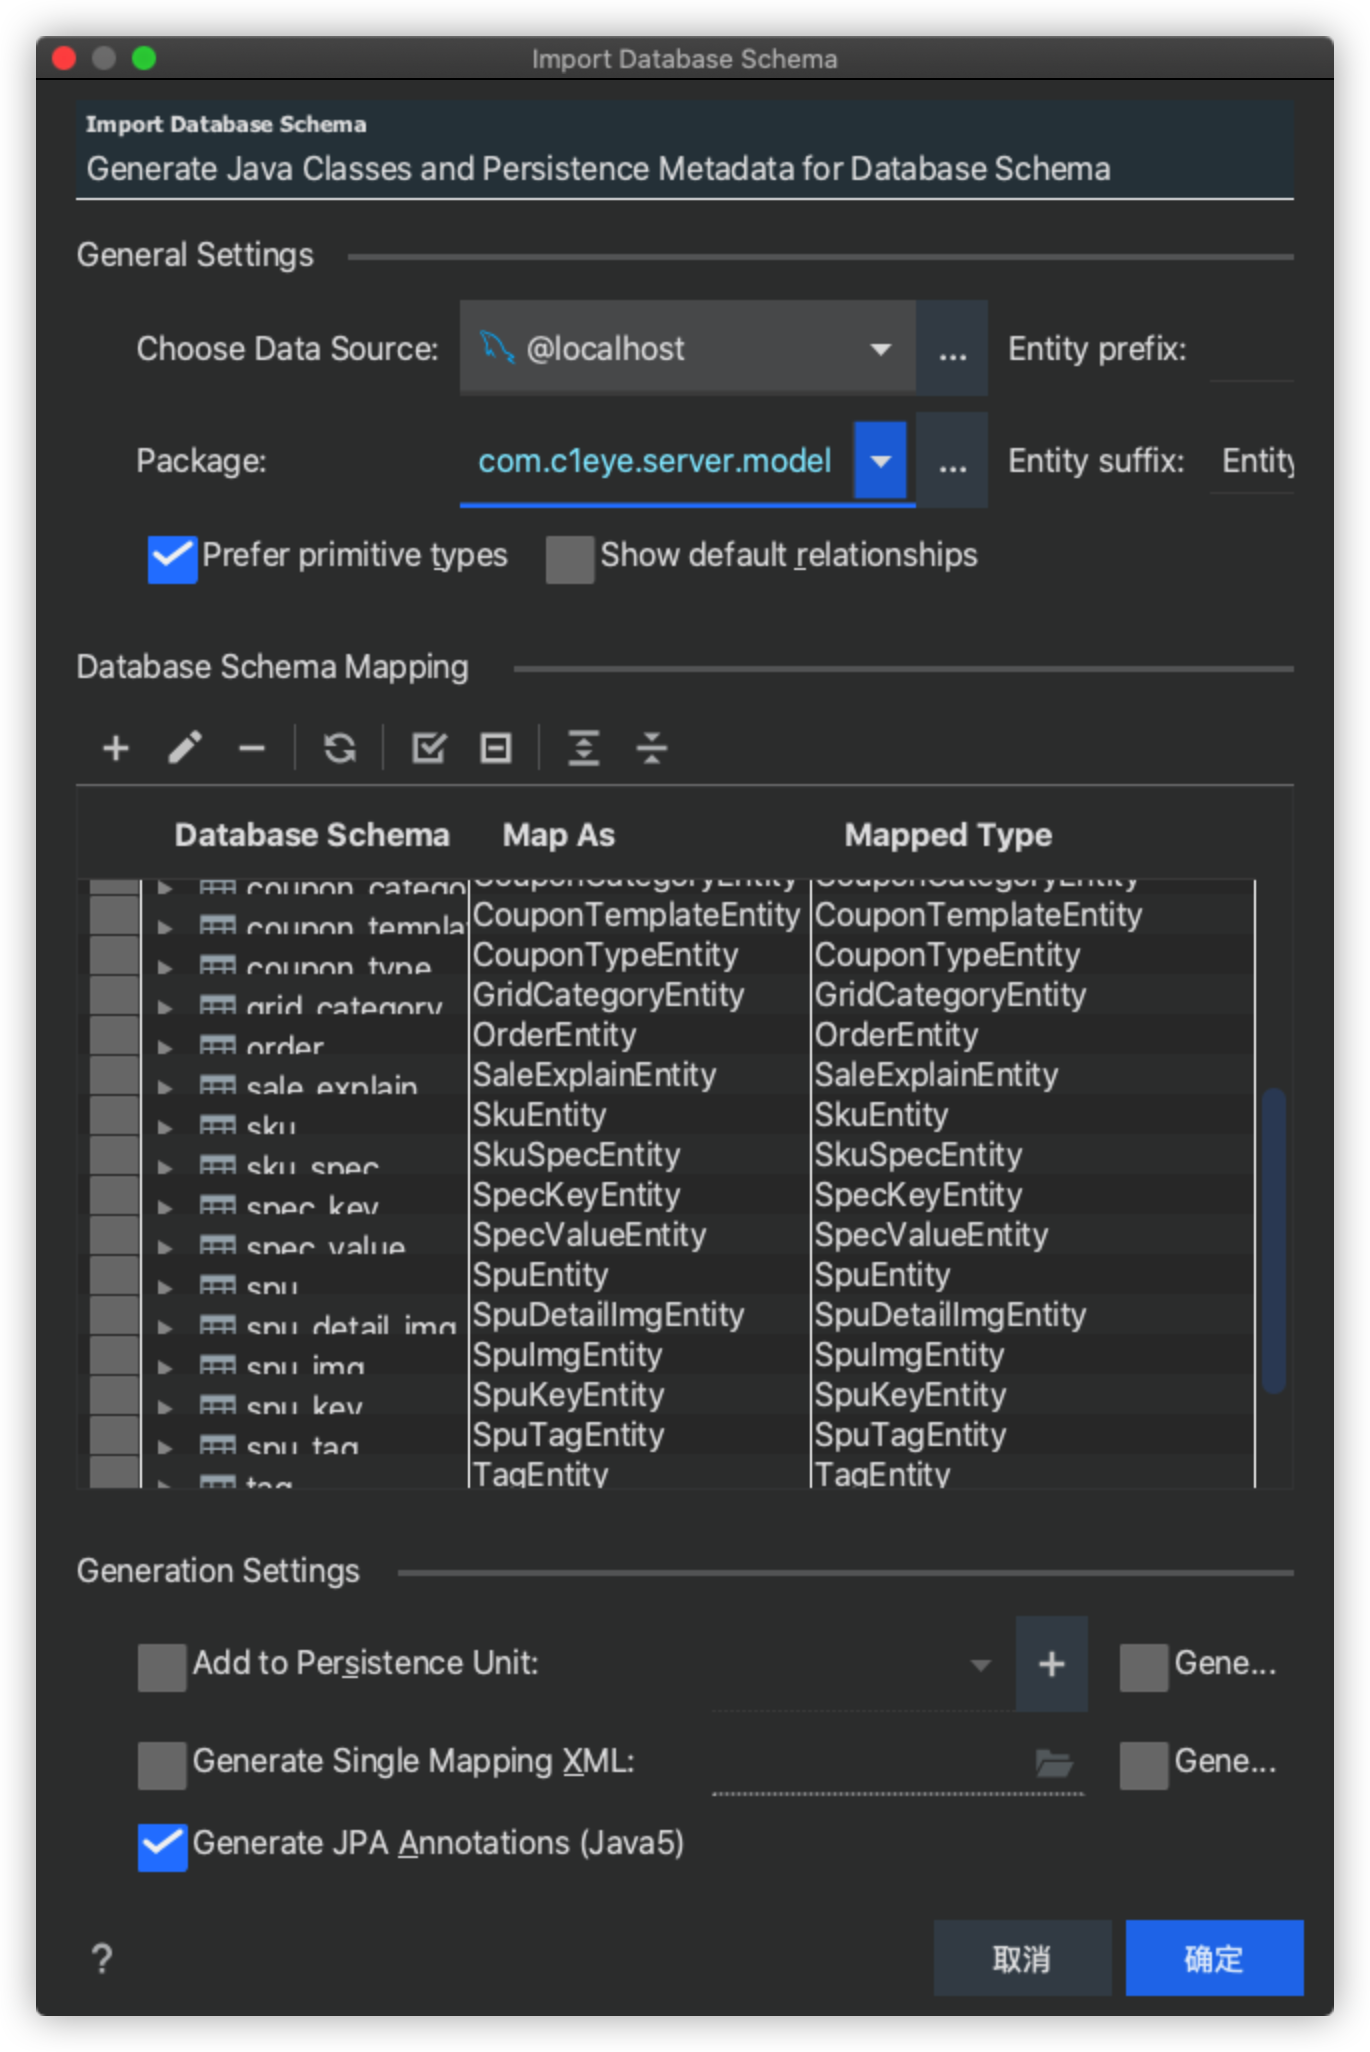 Import Database Schema
Import Database Schema
Generate Java Classes and Persistence Metadata for Database Schema
General Settings
Choose Data Source: @localhost ... Entity prefix:
Package: com.c1eye.server.model ... Entity suffix: Entity
Prefer primitive types Show default relationships
Database Schema Mapping
Database Schema Map As Mapped Type
coupon_catego CouponCategoryEntity CouponCategoryEntity
coupon_templa CouponTemplateEntity CouponTemplateEntity
coupon_type CouponTypeEntity CouponTypeEntity
grid_category GridCategoryEntity GridCategoryEntity
order OrderEntity OrderEntity
sale_explain SaleExplainEntity SaleExplainEntity
sku SkuEntity SkuEntity
sku_spec SkuSpecEntity SkuSpecEntity
spec_key SpecKeyEntity SpecKeyEntity
spec_value SpecValueEntity SpecValueEntity
spu SpuEntity SpuEntity
spu_detail_img SpuDetailImgEntity SpuDetailImgEntity
spu_img SpuImgEntity SpuImgEntity
spu_key SpuKeyEntity SpuKeyEntity
spu_tag SpuTagEntity SpuTagEntity
tag TagEntity TagEntity
Generation Settings
Add to Persistence Unit: Gene...
Generate Single Mapping XML: Gene...
Generate JPA Annotations (Java5)
? 取消 确定